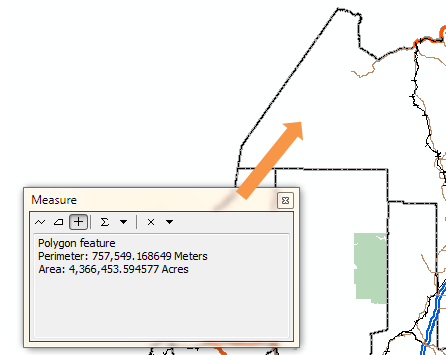 Measure
Polygon feature
Perimeter: 757,549.168649 Meters
Area: 4,366,453.594577 Acres